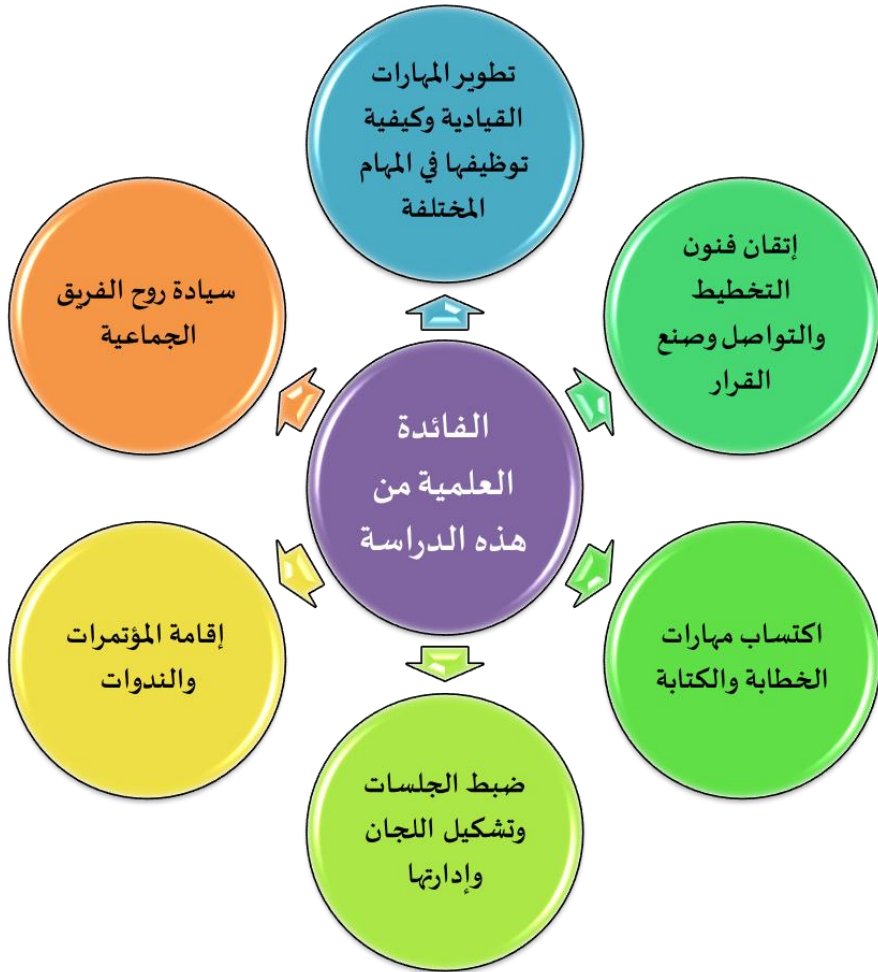 تطوير المهارات
القيادية وكيفية
توظيفها في المهام
المختلفة
إتقان فنون
التخطيط
والتواصل وصنع
القرار
اكتساب مهارات
الخطابة والكتابة
ضبط الجلسات
وتشكيل اللجان
وإدارتها
إقامة المؤتمرات
والندوات
سيادة روح الفريق
الجماعية
الفائدة
العلمية من
هذه الدراسة